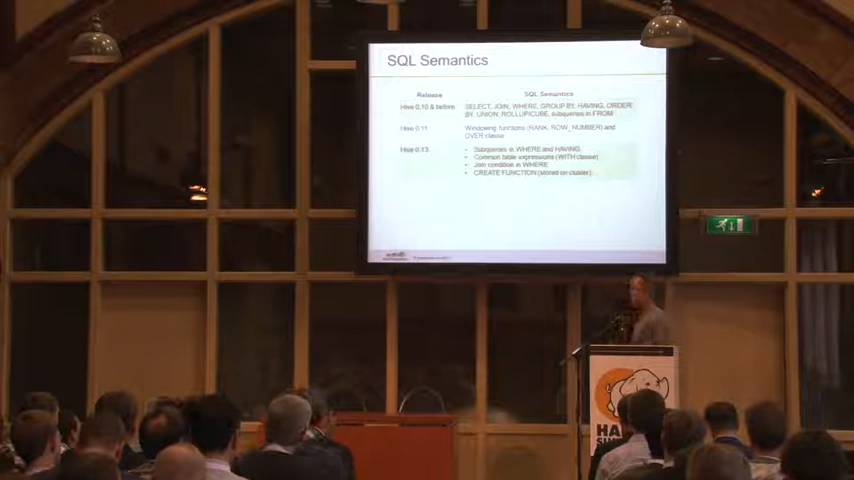 SQL Semantics
Release SQL Semantics
Hive 0.10 & before SELECT, JOIN, WHERE, GROUP BY, HAVING, ORDER
BY, UNION, ROLLUP/CUBE, subqueries in FROM
Hive 0.11 Windowing functions (RANK, ROW_NUMBER) and
OVER clause
Hive 0.13 • Subqueries in WHERE and HAVING
• Common table expressions (WITH clause)
• Join condition in WHERE
• CREATE FUNCTION (stored on cluster)